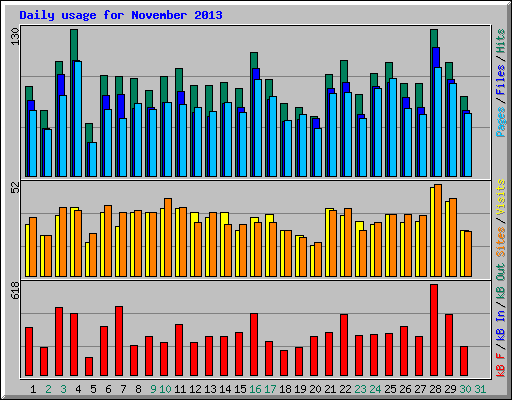 Daily usage for November 2013
130
Pages / Files / Hits
52
Sites / Visits
618
kB F / kB In / kB Out
1 2 3 4 5 6 7 8 9 10 11 12 13 14 15 16 17 18 19 20 21 22 23 24 25 26 27 28 29 30 31